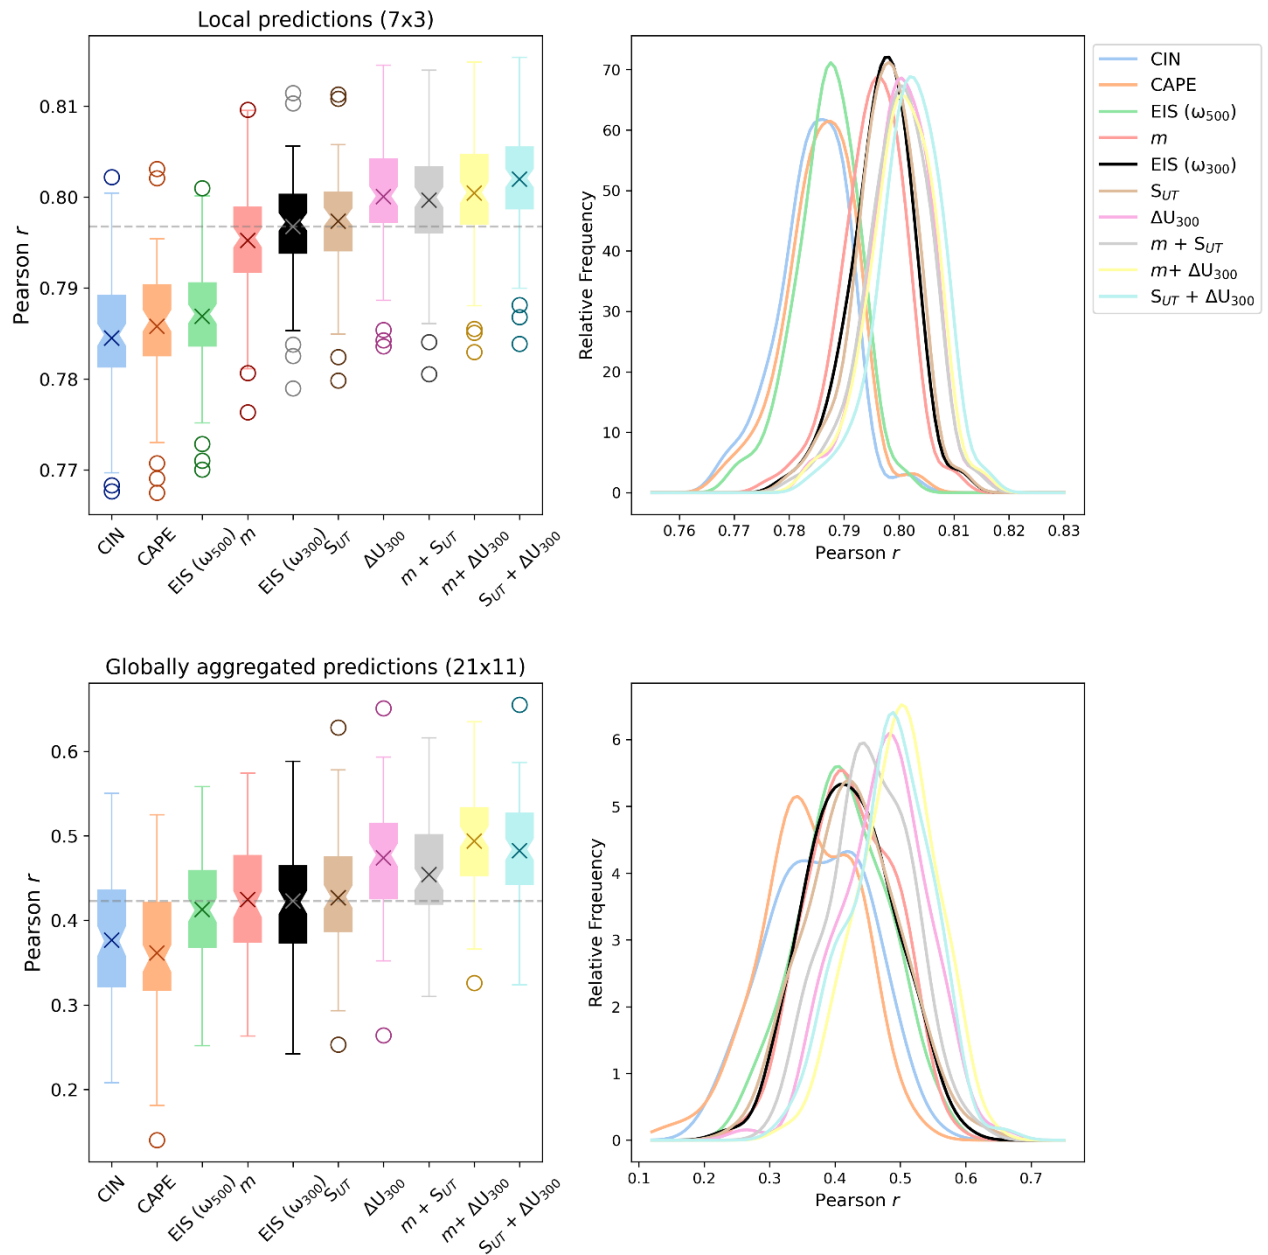 Local predictions (7x3)
Pearson r
0.81
0.80
0.79
0.78
0.77
CIN
CAPE
EIS (ω500)
m
EIS (ω300)
SUT
ΔU300
m + SUT
m+ ΔU300
SUT + ΔU300
Relative Frequency
70
60
50
40
30
20
10
0
0.76 0.77 0.78 0.79 0.80 0.81 0.82 0.83
Pearson r
CIN
CAPE
EIS (ω500)
m
EIS (ω300)
SUT
ΔU300
m + SUT
m+ ΔU300
SUT + ΔU300
Globally aggregated predictions (21x11)
Pearson r
0.6
0.5
0.4
0.3
0.2
CIN
CAPE
EIS (ω500)
m
EIS (ω300)
SUT
ΔU300
m + SUT
m+ ΔU300
SUT + ΔU300
Relative Frqeuency
6
5
4
3
2
1
0
0.1 0.2 0.3 0.4 0.5 0.6 0.7
Pearson r